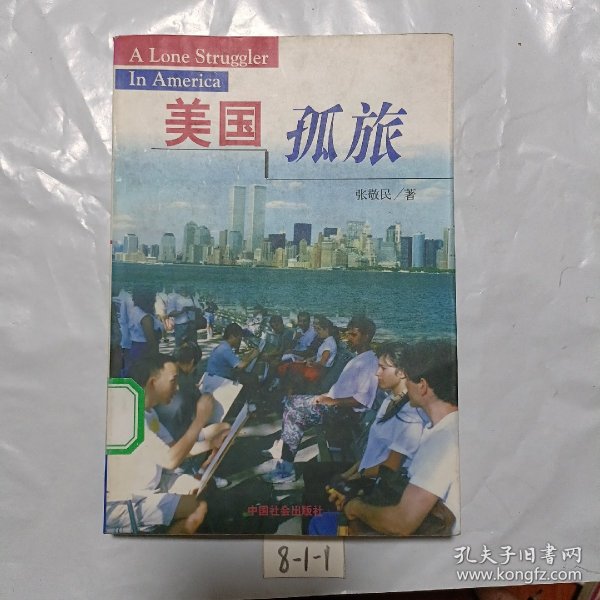 A Lone Struggler
In America
美国 孤旅
张敬民／著
中国社会出版社
8-1-1
孔夫子旧书网
www.kongfz.com